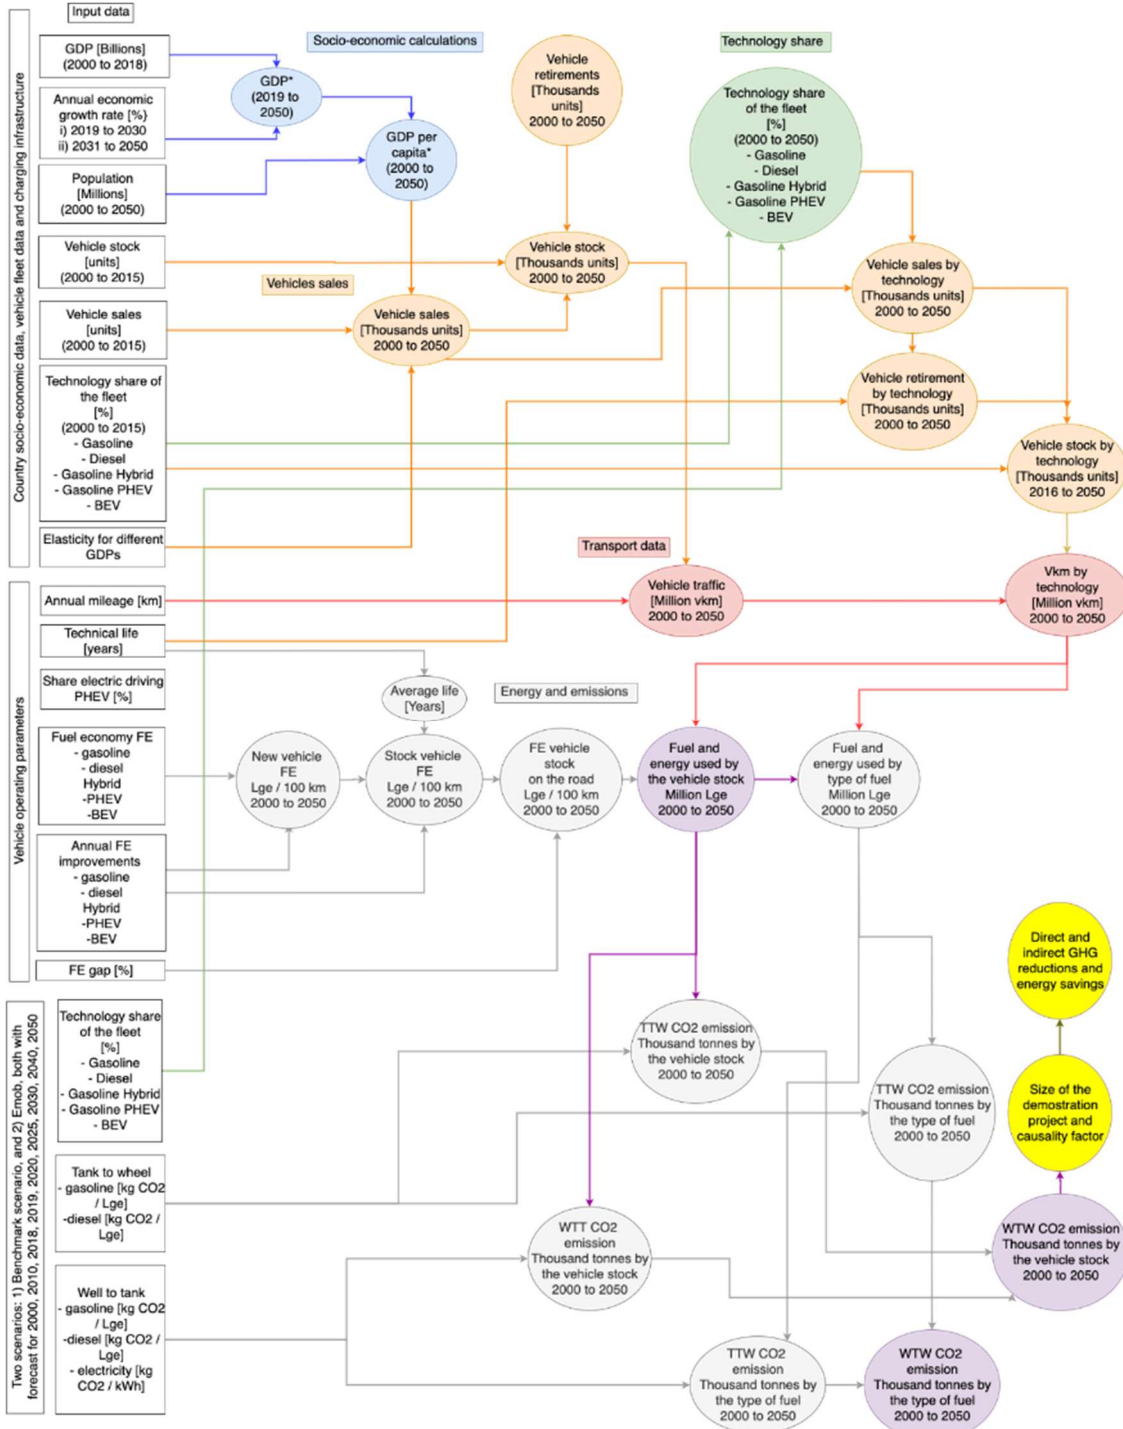 Input data
Country socio-economic data, vehicle fleet data and charging infrastructure
GDP [Billions]
(2000 to 2018)
Annual economic
growth rate [%}
i) 2019 to 2030
ii) 2031 to 2050
Population
[Millions]
(2000 to 2050)
Vehicle stock
[units]
(2000 to 2015)
Vehicle sales
[units]
(2000 to 2015)
Technology share of
the fleet
[%]
(2000 to 2015)
- Gasoline
- Diesel
- Gasoline Hybrid
- Gasoline PHEV
- BEV
Elasticity for different
GDPs
Socio-economic calculations
GDP*
(2019 to
2050)
GDP per
capita*
(2000 to
2050)
Vehicle
retirements
[Thousands
units]
2000 to 2050
Vehicle stock
[Thousands units]
2000 to 2050
Vehicles sales
Vehicle sales
[Thousands units]
2000 to 2050
Technology share
Technology share
of the fleet
[%]
(2000 to 2050)
- Gasoline
- Diesel
- Gasoline Hybrid
- Gasoline PHEV
- BEV
Vehicle sales by
technology
[Thousands units]
2000 to 2050
Vehicle retirement
by technology
[Thousands units]
2000 to 2050
Vehicle stock by
technology
[Thousands units]
2016 to 2050
Transport data
Vehicle traffic
[Million vkm]
2000 to 2050
Vkm by
technology
[Million vkm]
2000 to 2050
Vehicle operating parameters
Annual mileage [km]
Technical life
[years]
Share electric driving
PHEV [%]
Fuel economy FE
- gasoline
- diesel
Hybrid
-PHEV
-BEV
Annual FE
improvements
- gasoline
- diesel
Hybrid
-PHEV
-BEV
FE gap [%]
Average life
[Years]
Energy and emissions
New vehicle
FE
Lge / 100 km
2000 to 2050
Stock vehicle
FE
Lge / 100 km
2000 to 2050
FE vehicle
stock
on the road
Lge / 100 km
2000 to 2050
Fuel and
energy used by
the vehicle stock
Million Lge
2000 to 2050
Fuel and
energy used by
type of fuel
Million Lge
2000 to 2050
Two scenarios: 1) Benchmark scenario, and 2) Emob, both with
forecast for 2000, 2010, 2018, 2019, 2020, 2025, 2030, 2040, 2050
Technology share
of the fleet
[%]
- Gasoline
- Diesel
- Gasoline Hybrid
- Gasoline PHEV
- BEV
Tank to wheel
- gasoline [kg CO2
/ Lge]
-diesel [kg CO2 /
Lge]
Well to tank
- gasoline [kg CO2
/ Lge]
-diesel [kg CO2 /
Lge]
- electricity [kg
CO2 / kWh]
TTW CO2 emission
Thousand tonnes by
the vehicle stock
2000 to 2050
TTW CO2 emission
Thousand tonnes by
the type of fuel
2000 to 2050
WTT CO2
emission
Thousand tonnes by
the vehicle stock
2000 to 2050
TTW CO2
emission
Thousand tonnes by
the type of fuel
2000 to 2050
WTW CO2
emission
Thousand tonnes by
the type of fuel
2000 to 2050
Direct and
indirect GHG
reductions and
energy savings
Size of the
demostration
project and
causality factor
WTW CO2 emission
Thousand tonnes by
the vehicle stock
2000 to 2050